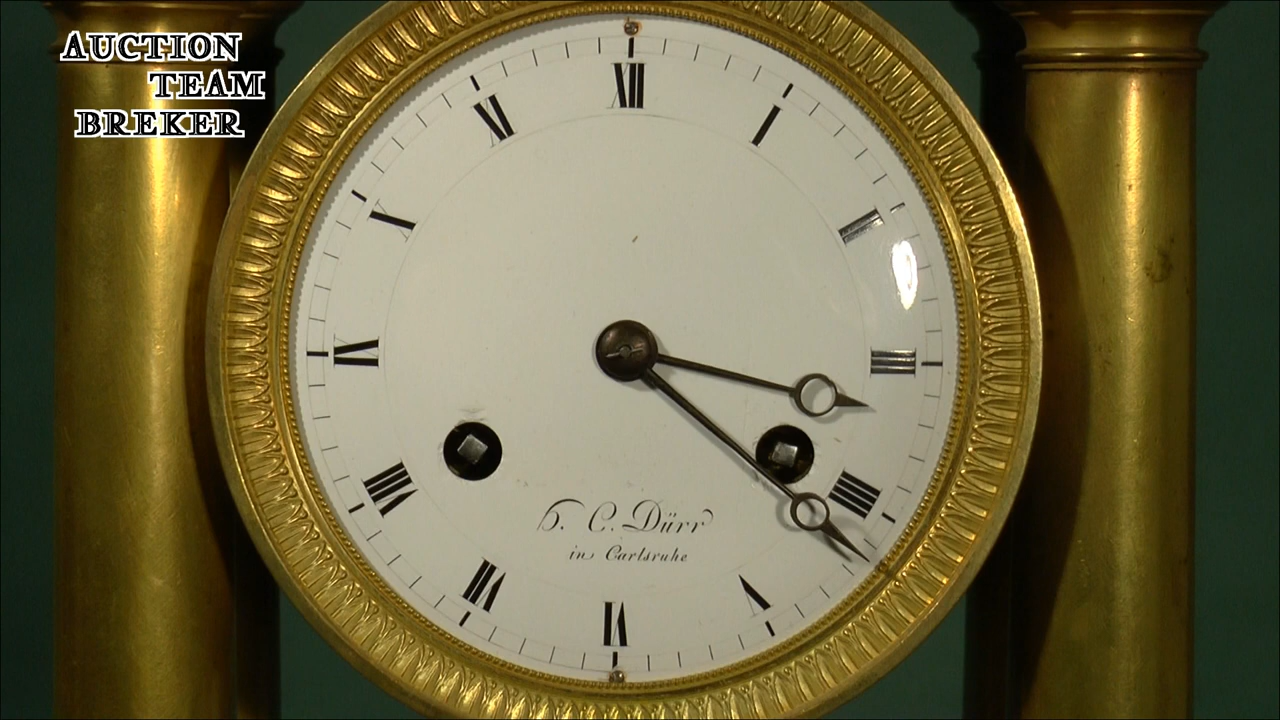 AUCTION
TEAM
BREKER
XII
I
II
III
IIII
V
VI
VII
VIII
IX
X
XI
H. C. Dürr
in Carlsruhe